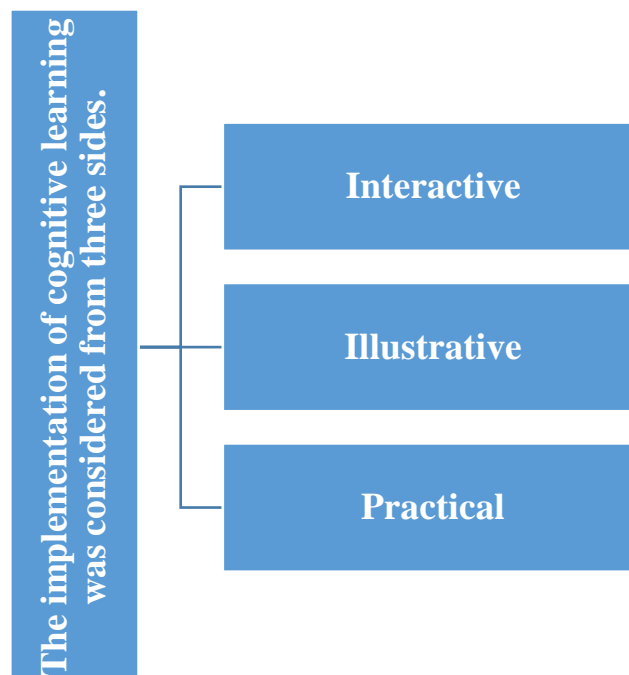 The implementation of cognitive learning
was considered from three sides.
Interactive
Illustrative
Practical